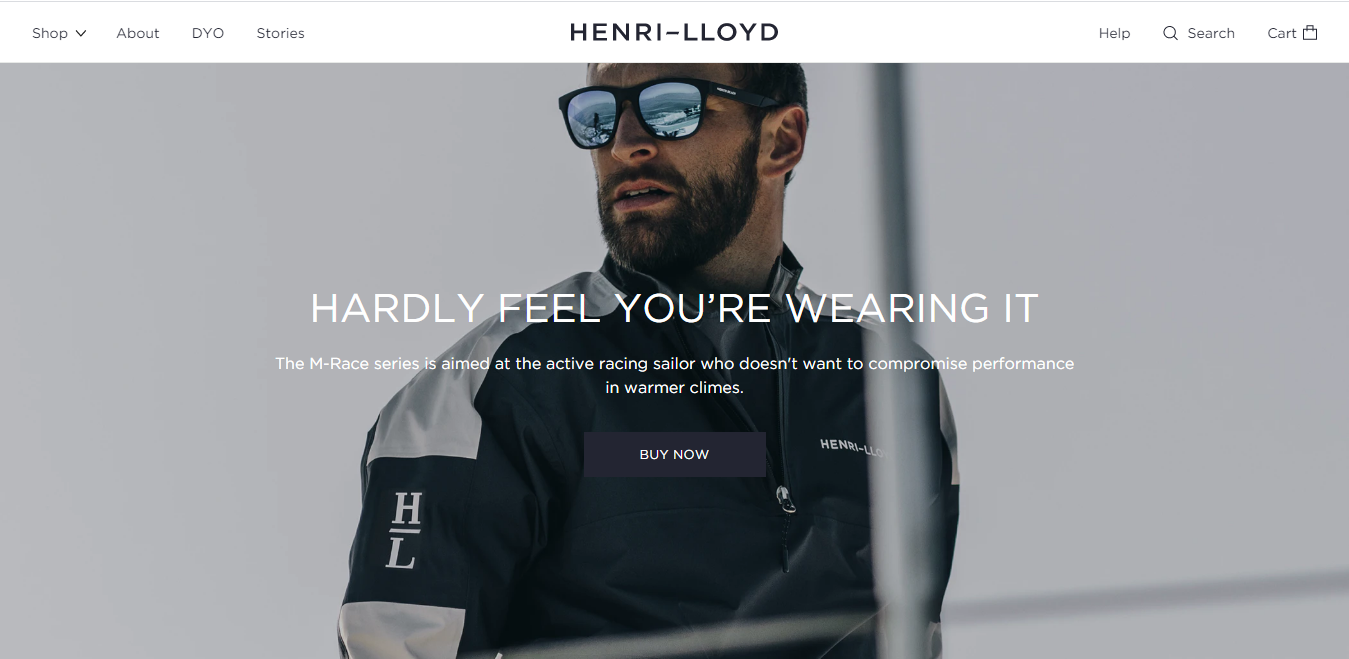 Shop
About
DYO
Stories
HENRI-LLOYD
Help
Search
Cart
HARDLY FEEL YOU’RE WEARING IT
The M-Race series is aimed at the active racing sailor who doesn't want to compromise performance
in warmer climes.
BUY NOW
HENRI-LLO
H
L